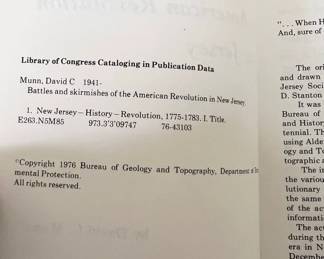 Library of Congress Cataloging in Publication Data
Munn, David C 1941-
Battles and skirmishes of the American Revolution in New Jersey.
1. New Jersey—History—Revolution, 1775-1783. I. Title.
E263.N5M85 973.3'3'09747 76-43103
©Copyright 1976 Bureau of Geology and Topography, Department of
mental Protection.
All rights reserved.
"... When H
And, sure of
The ori
and drawn
Jersey Soci
D. Stanton
It was
Bureau of
and History
tennial. Th
using Alde
ogy and To
tographic a
The in
the various
lutionary
the same
of the ac
informati
The ac
during th
era in N
Decembe